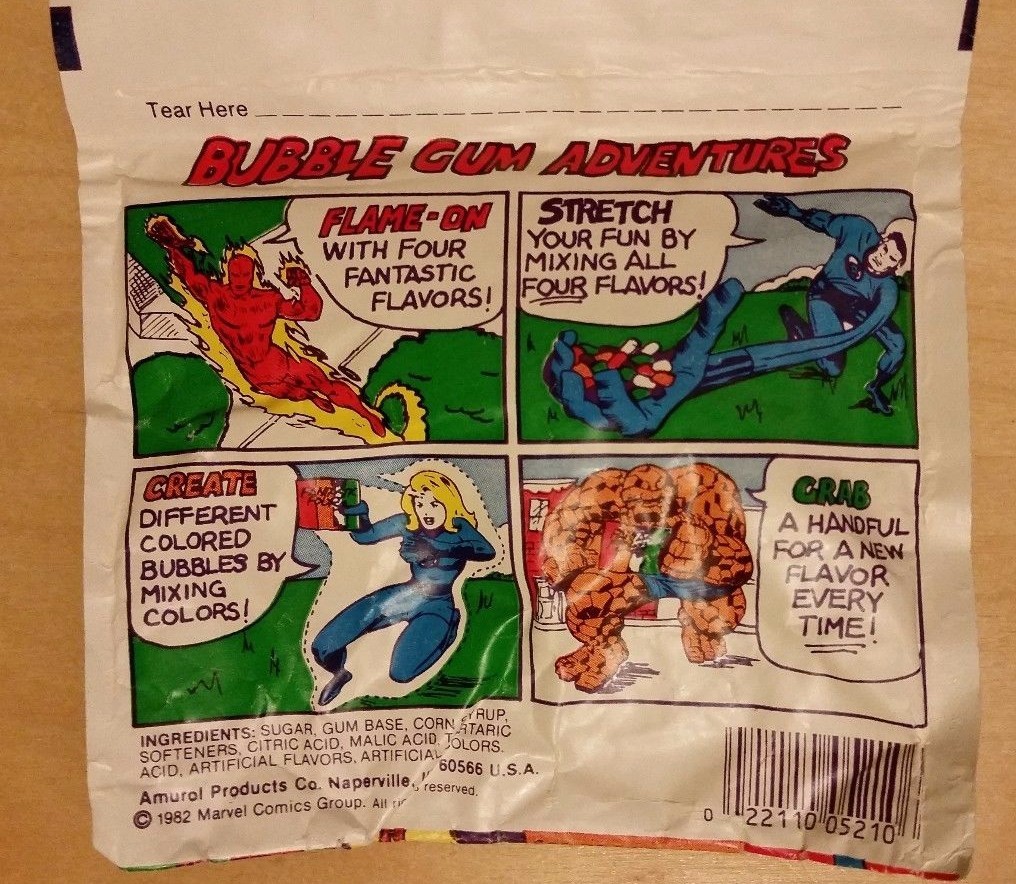 Tear Here
BUBBLE GUM ADVENTURES
FLAME-ON
WITH FOUR
FANTASTIC
FLAVORS!
STRETCH
YOUR FUN BY
MIXING ALL
FOUR FLAVORS!
CREATE
DIFFERENT
COLORED
BUBBLES BY
MIXING
COLORS!
GRAB
A HANDFUL
FOR A NEW
FLAVOR
EVERY
TIME!
INGREDIENTS: SUGAR, GUM BASE, CORN SYRUP,
SOFTENERS, CITRIC ACID, MALIC ACID,
ACID, ARTIFICIAL FLAVORS, ARTIFICIAL
Amurol Products Co. Naperville, 60566 U.S.A.
© 1982 Marvel Comics Group. All reserved.
0 22110 05210